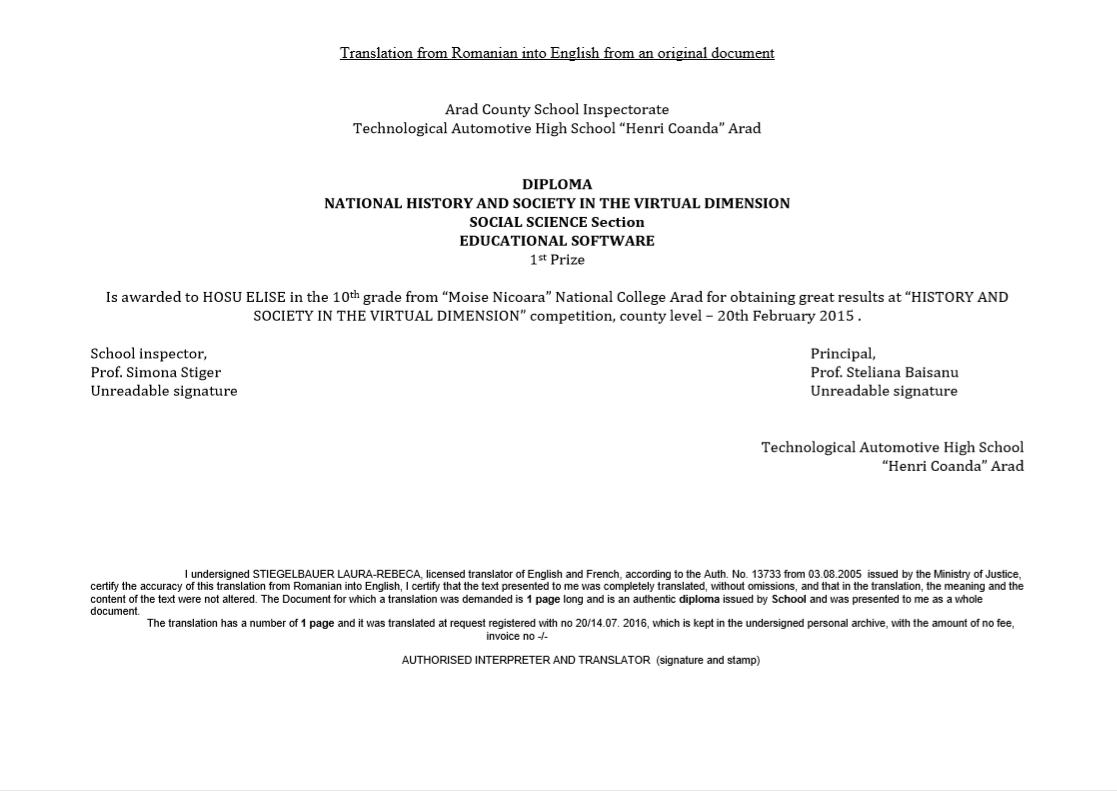 Translation from Romanian into English from an original document
Arad County School Inspectorate
Technological Automotive High School “Henri Coanda” Arad
DIPLOMA
NATIONAL HISTORY AND SOCIETY IN THE VIRTUAL DIMENSION
SOCIAL SCIENCE Section
EDUCATIONAL SOFTWARE
1st Prize
Is awarded to HOSU ELISE in the 10th grade from “Moise Nicoara” National College Arad for obtaining great results at “HISTORY AND
SOCIETY IN THE VIRTUAL DIMENSION” competition, county level – 20th February 2015 .
School inspector,
Prof. Simona Stiger
Unreadable signature
Principal,
Prof. Steliana Baisanu
Unreadable signature
Technological Automotive High School
“Henri Coanda” Arad
I undersigned STIEGELBAUER LAURA-REBECA, licensed translator of English and French, according to the Auth. No. 13733 from 03.08.2005 issued by the Ministry of Justice,
certify the accuracy of this translation from Romanian into English, I certify that the text presented to me was completely translated, without omissions, and that in the translation, the meaning and the
content of the text were not altered. The Document for which a translation was demanded is 1 page long and is an authentic diploma issued by School and was presented to me as a whole
document.
The translation has a number of 1 page and it was translated at request registered with no 20/14.07. 2016, which is kept in the undersigned personal archive, with the amount of no fee,
invoice no -/-
AUTHORISED INTERPRETER AND TRANSLATOR (signature and stamp)